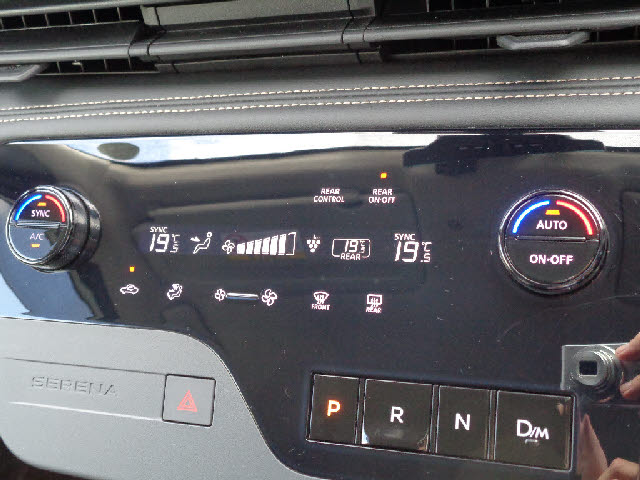 REAR CONTROL
REAR ON·OFF
SYNC
A/C
SYNC 19.5℃
19.5 REAR
SYNC 19.5℃
AUTO
ON·OFF
FRONT
REAR
SERENA
P R N D/M